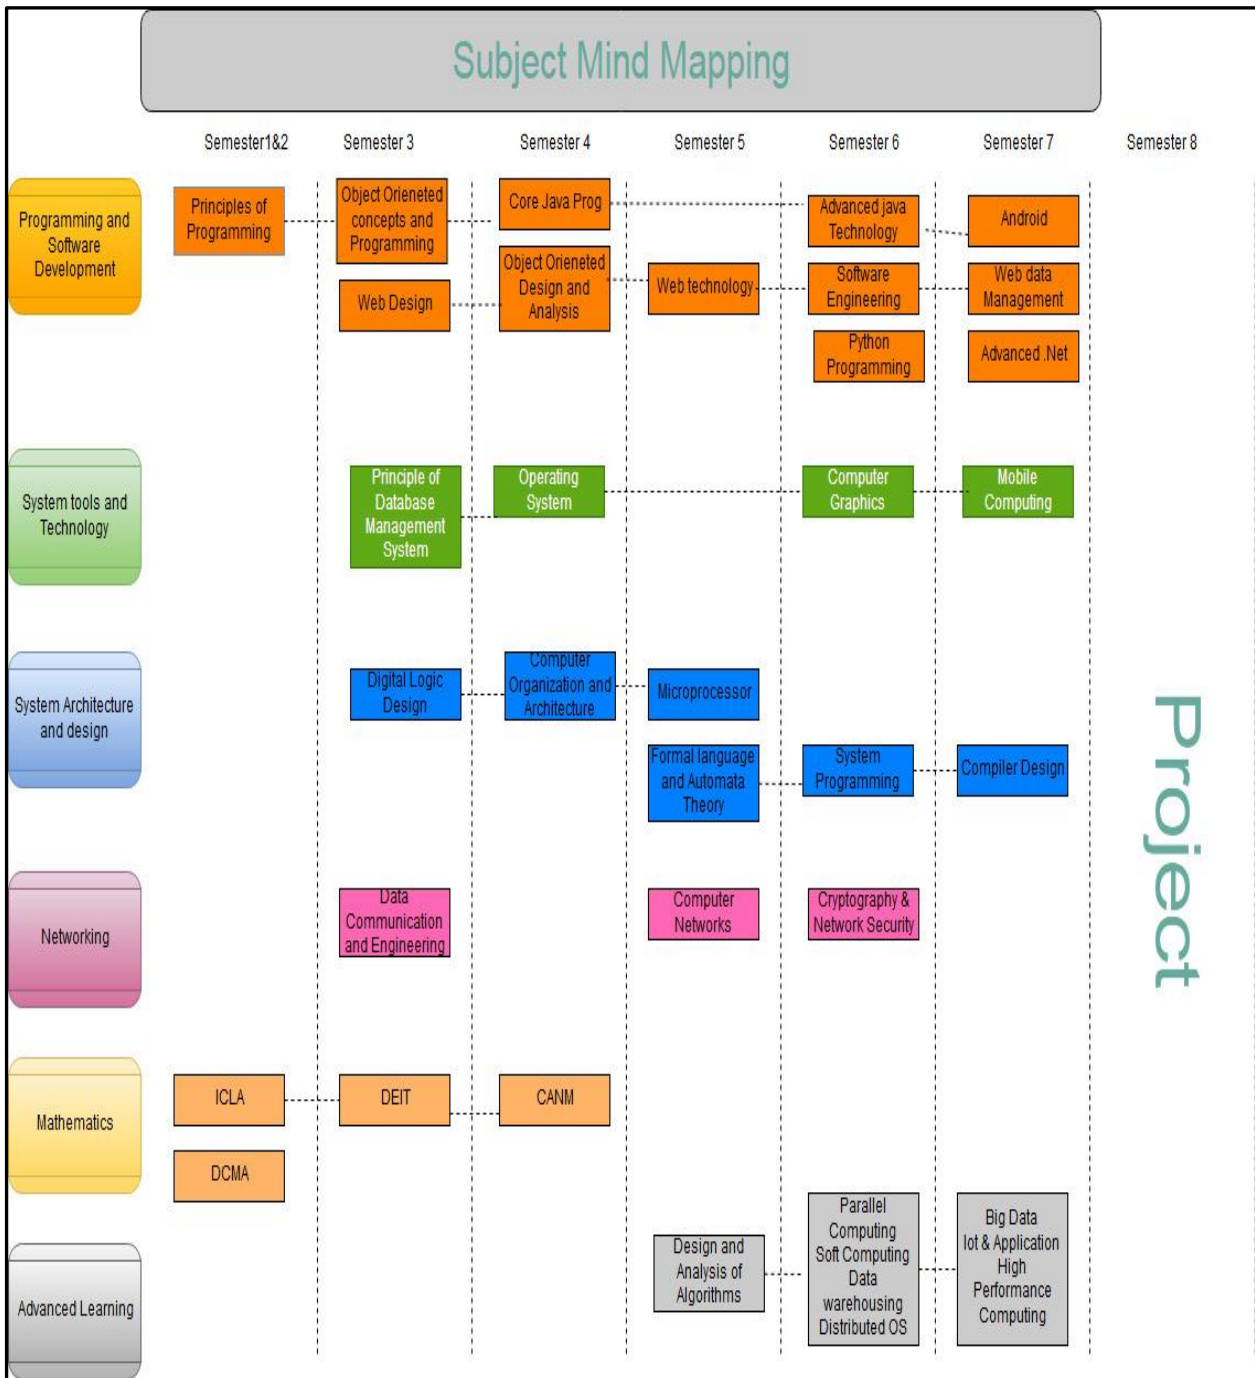 Subject Mind Mapping
Semester1&2
Semester 3
Semester 4
Semester 5
Semester 6
Semester 7
Semester 8
Programming and
Software
Development
Principles of
Programming
Object Orieneted
concepts and
Programming
Core Java Prog
Advanced java
Technology
Android
Web Design
Object Orieneted
Design and
Analysis
Web technology
Software
Engineering
Web data
Management
Python
Programming
Advanced .Net
System tools and
Technology
Principle of
Database
Management
System
Operating
System
Computer
Graphics
Mobile
Computing
System Architecture
and design
Digital Logic
Design
Computer
Organization and
Architecture
Microprocessor
Formal language
and Automata
Theory
System
Programming
Compiler Design
Project
Networking
Data
Communication
and Engineering
Computer
Networks
Cryptography &
Network Security
Mathematics
ICLA
DEIT
CANM
DCMA
Advanced Learning
Design and
Analysis of
Algorithms
Parallel
Computing
Soft Computing
Data
warehousing
Distributed OS
Big Data
Iot & Application
High
Performance
Computing